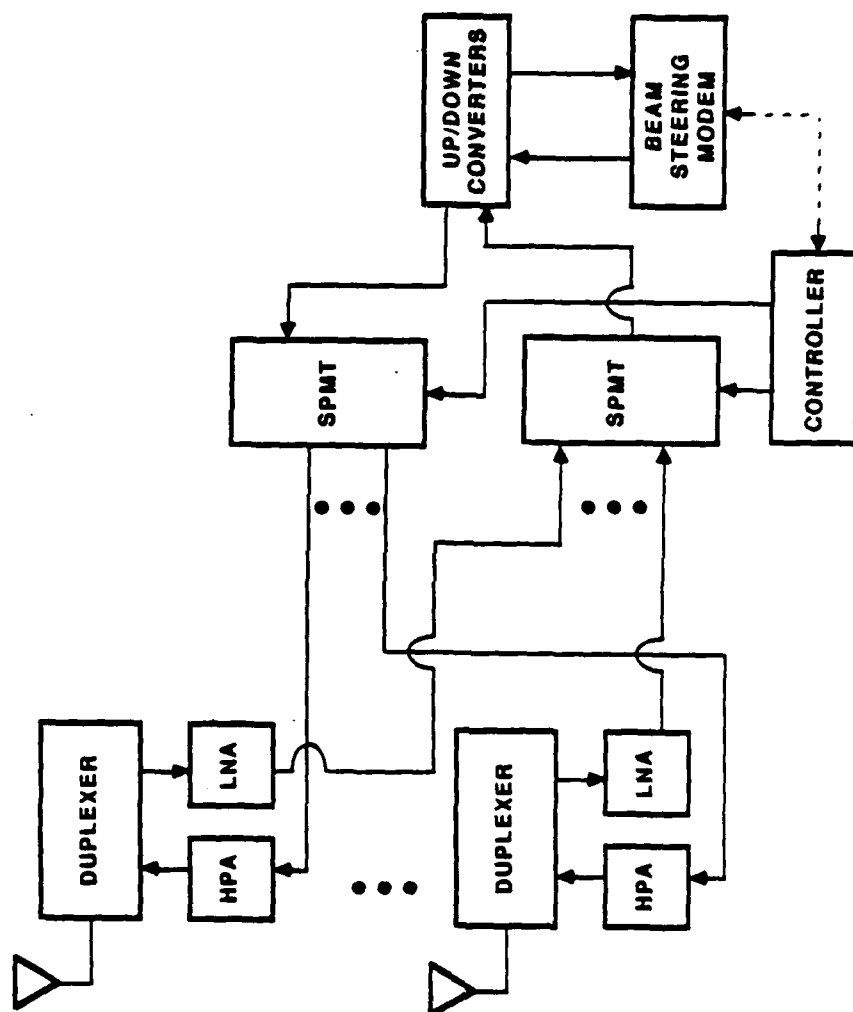 DUPLEXER
HPA
LNA
DUPLEXER
HPA
LNA
SPMT
SPMT
UP/DOWN
CONVERTERS
BEAM
STEERING
MODEM
CONTROLLER